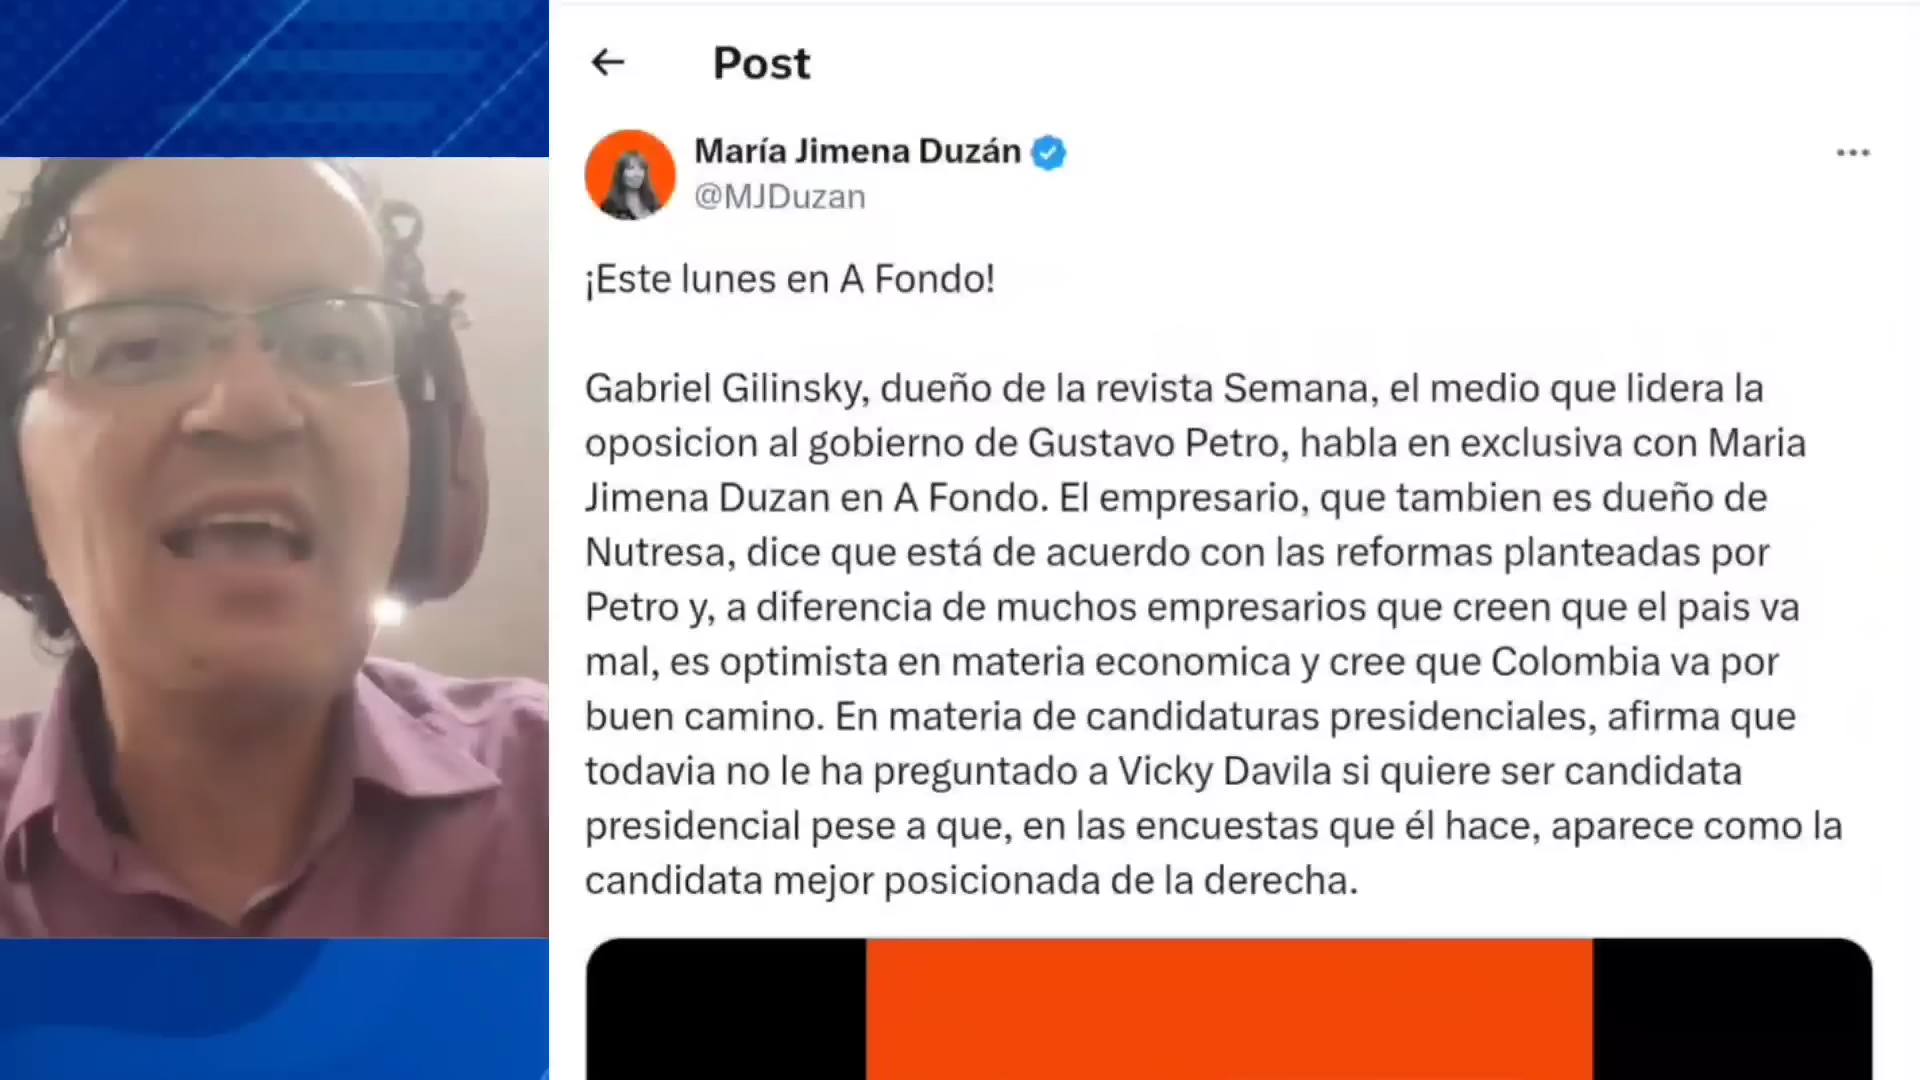 Post
María Jimena Duzán
@MJDuzan
¡Este lunes en A Fondo!
Gabriel Gilinsky, dueño de la revista Semana, el medio que lidera la
oposicion al gobierno de Gustavo Petro, habla en exclusiva con Maria
Jimena Duzan en A Fondo. El empresario, que tambien es dueño de
Nutresa, dice que está de acuerdo con las reformas planteadas por
Petro y, a diferencia de muchos empresarios que creen que el pais va
mal, es optimista en materia economica y cree que Colombia va por
buen camino. En materia de candidaturas presidenciales, afirma que
todavia no le ha preguntado a Vicky Davila si quiere ser candidata
presidencial pese a que, en las encuestas que él hace, aparece como la
candidata mejor posicionada de la derecha.